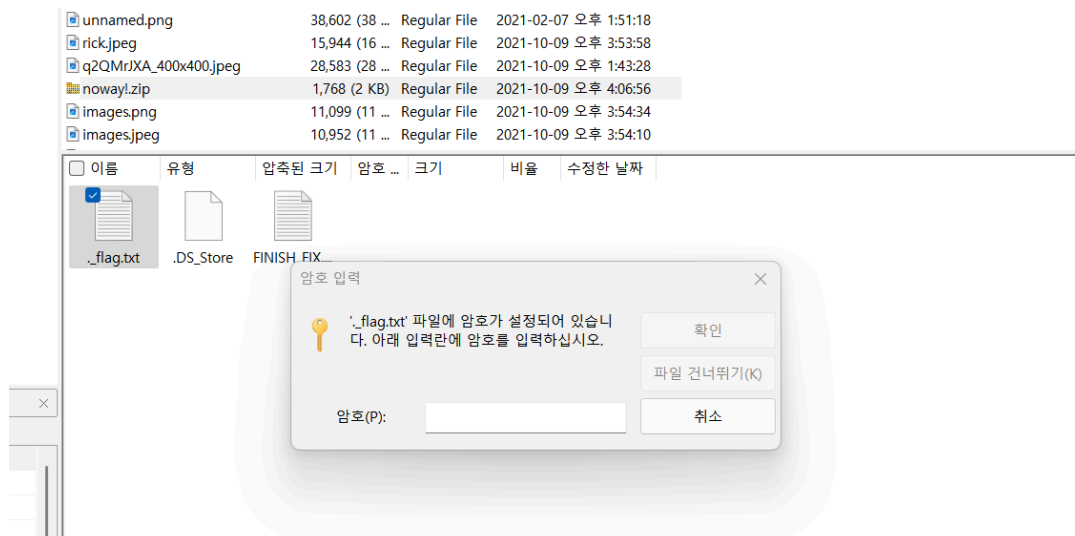 unnamed.png 38,602 (38 ... Regular File 2021-02-07 오후 1:51:18
rick.jpeg 15,944 (16 ... Regular File 2021-10-09 오후 3:53:58
q2QMrJXA_400x400.jpeg 28,583 (28 ... Regular File 2021-10-09 오후 1:43:28
noway!.zip 1,768 (2 KB) Regular File 2021-10-09 오후 4:06:56
images.png 11,099 (11 ... Regular File 2021-10-09 오후 3:54:34
images.jpeg 10,952 (11 ... Regular File 2021-10-09 오후 3:54:10
이름 유형 압축된 크기 암호 ... 크기 비율 수정한 날짜
._flag.txt .DS_Store FINISH_FIX....
암호 입력
'._flag.txt' 파일에 암호가 설정되어 있습니
다. 아래 입력란에 암호를 입력하십시오.
확인
파일 건너뛰기(K)
암호(P):
취소